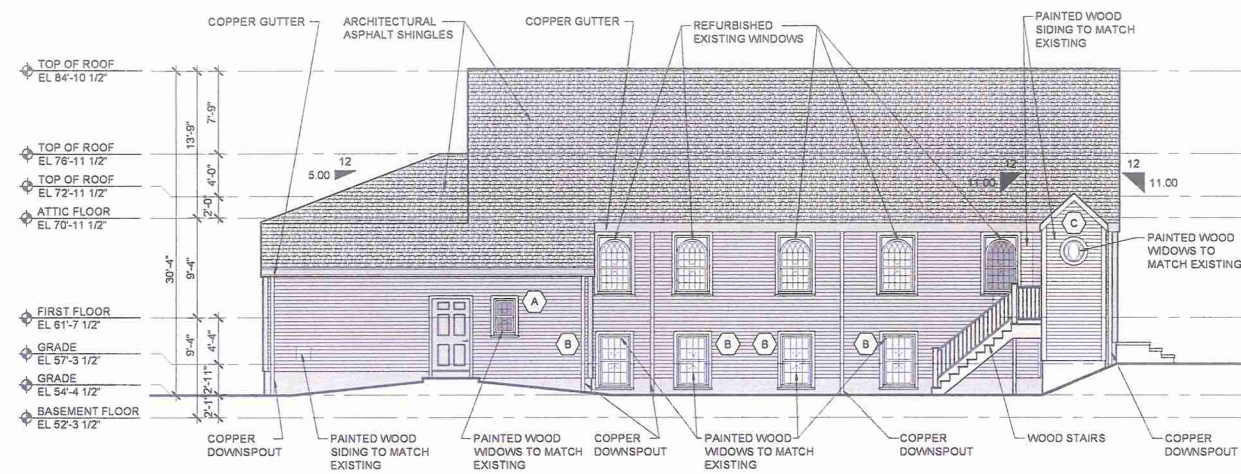 COPPER GUTTER
ARCHITECTURAL
ASPHALT SHINGLES
COPPER GUTTER
REFURBISHED
EXISTING WINDOWS
PAINTED WOOD
SIDING TO MATCH
EXISTING
TOP OF ROOF
EL 84'-10 1/2"
TOP OF ROOF
EL 76'-11 1/2"
TOP OF ROOF
EL 72'-11 1/2"
ATTIC FLOOR
EL 70'-11 1/2"
FIRST FLOOR
EL 61'-7 1/2"
GRADE
EL 57'-3 1/2"
GRADE
EL 54'-4 1/2"
BASEMENT FLOOR
EL 52'-3 1/2"
30'-4"
13'-9"
9'-4"
9'-4"
7'-9"
4'-0"
2'-0"
4'-4"
2'-11"
2'-1"
12
5.00
12
11.00
12
11.00
A
B
B
B
B
C
PAINTED WOOD
WIDOWS TO
MATCH EXISTING
COPPER
DOWNSPOUT
PAINTED WOOD
SIDING TO MATCH
EXISTING
PAINTED WOOD
WIDOWS TO MATCH
EXISTING
COPPER
DOWNSPOUT
PAINTED WOOD
WIDOWS TO MATCH
EXISTING
COPPER
DOWNSPOUT
WOOD STAIRS
COPPER
DOWNSPOUT